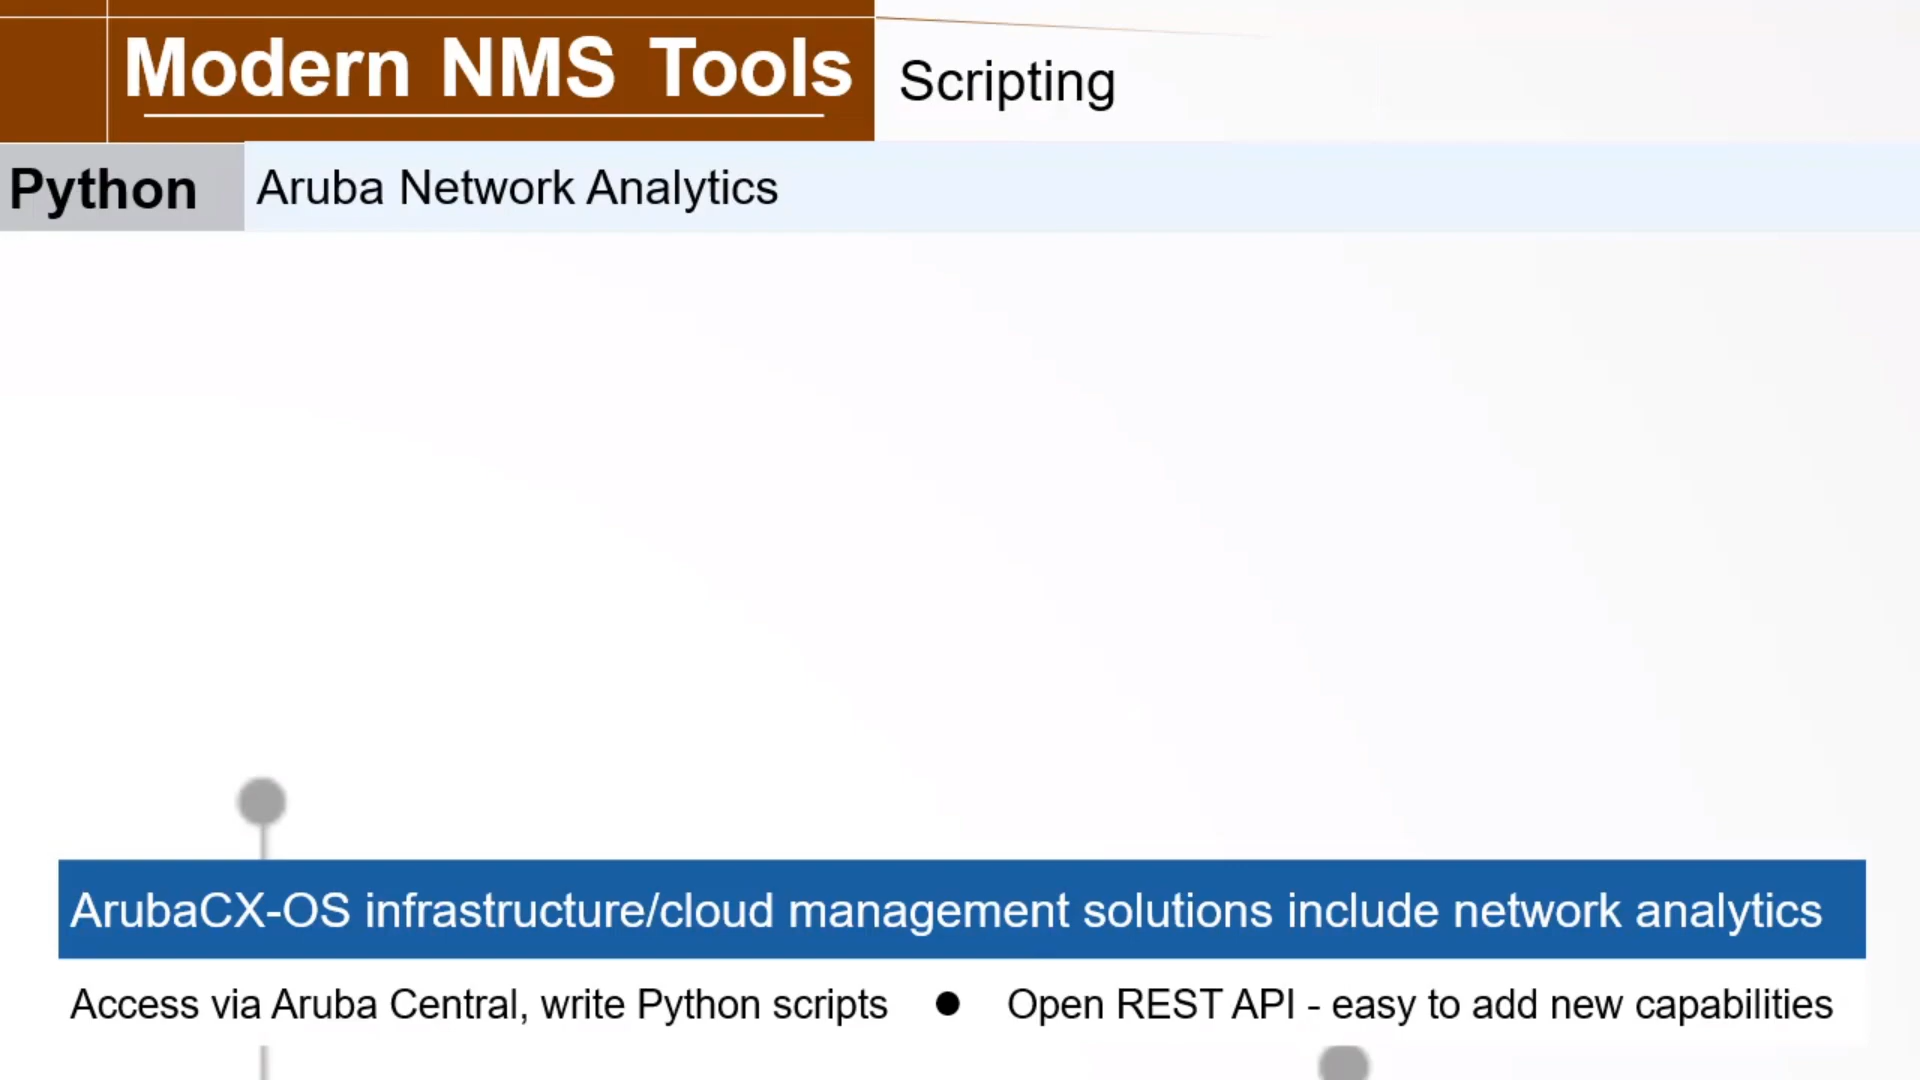 Modern NMS Tools
Scripting
Python
Aruba Network Analytics
ArubaCX-OS infrastructure/cloud management solutions include network analytics
Access via Aruba Central, write Python scripts ● Open REST API - easy to add new capabilities